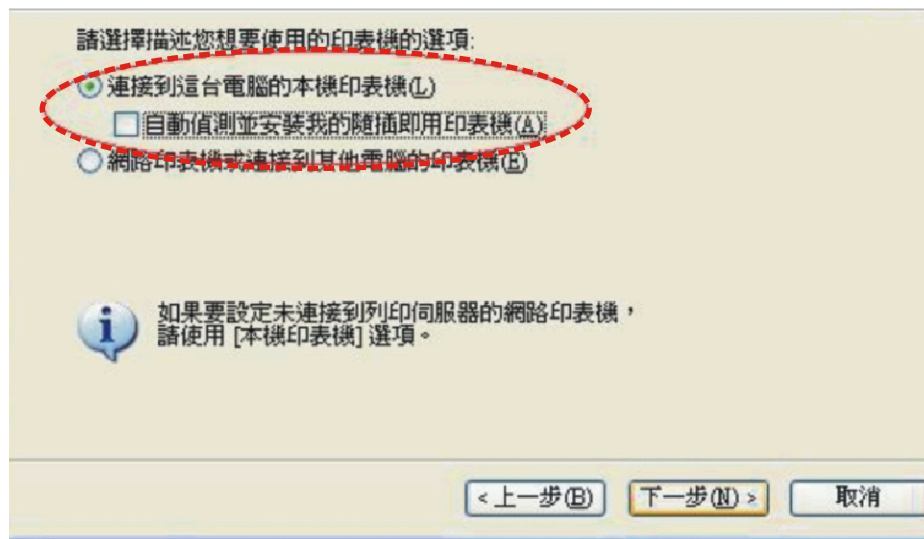 請選擇描述您想要使用的印表機的選項:
連接到這台電腦的本機印表機(L)
自動偵測並安裝我的隨插即用印表機(A)
網路印表機或連接到其他電腦的印表機(E)
如果要設定未連接到列印伺服器的網路印表機，
請使用 [本機印表機] 選項。
< 上一步(B)
下一步(N) >
取消